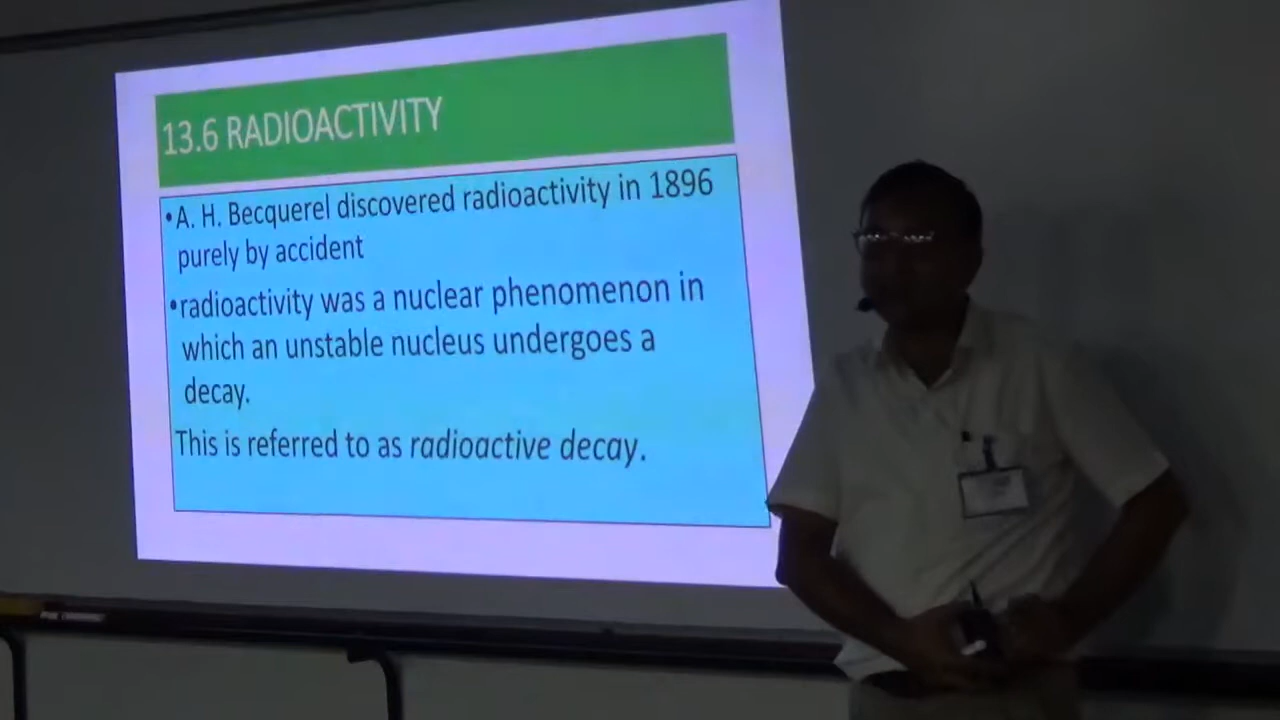 13.6 RADIOACTIVITY
•A. H. Becquerel discovered radioactivity in 1896
purely by accident
•radioactivity was a nuclear phenomenon in
which an unstable nucleus undergoes a
decay.
This is referred to as radioactive decay.